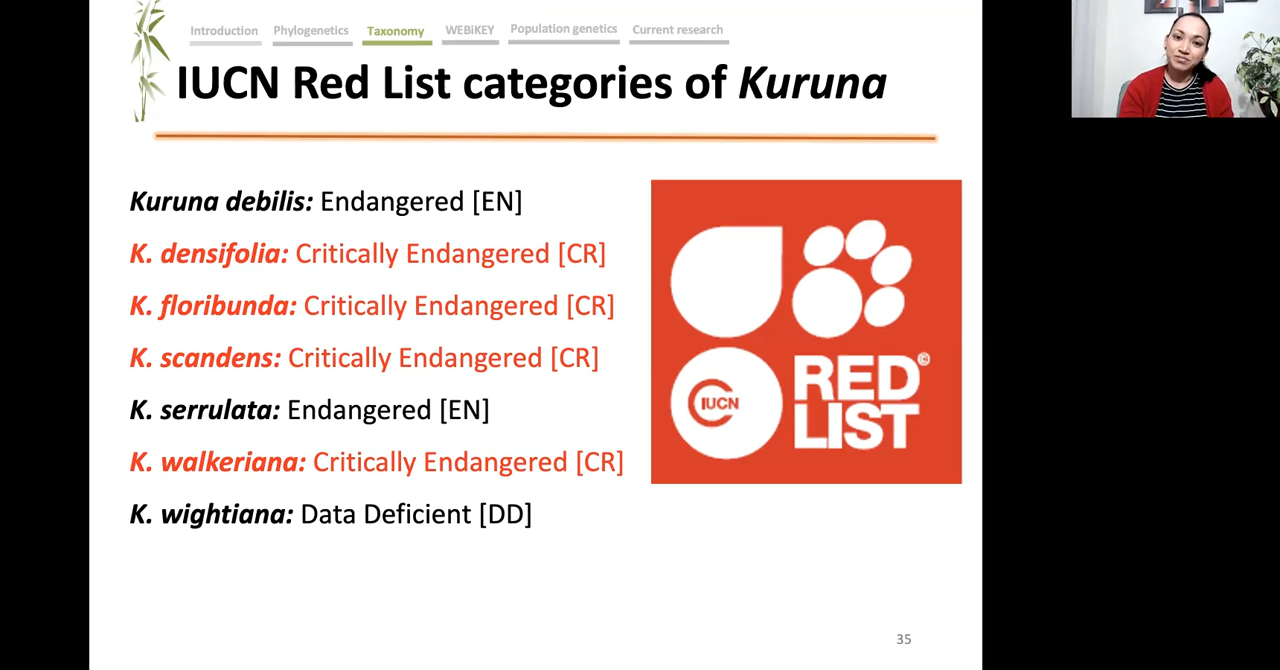 Introduction Phylogenetics Taxonomy WEBiKEY Population genetics Current research
IUCN Red List categories of Kuruna
Kuruna debilis: Endangered [EN]
K. densifolia: Critically Endangered [CR]
K. floribunda: Critically Endangered [CR]
K. scandens: Critically Endangered [CR]
K. serrulata: Endangered [EN]
K. walkeriana: Critically Endangered [CR]
K. wightiana: Data Deficient [DD]
IUCN
RED
LIST
35